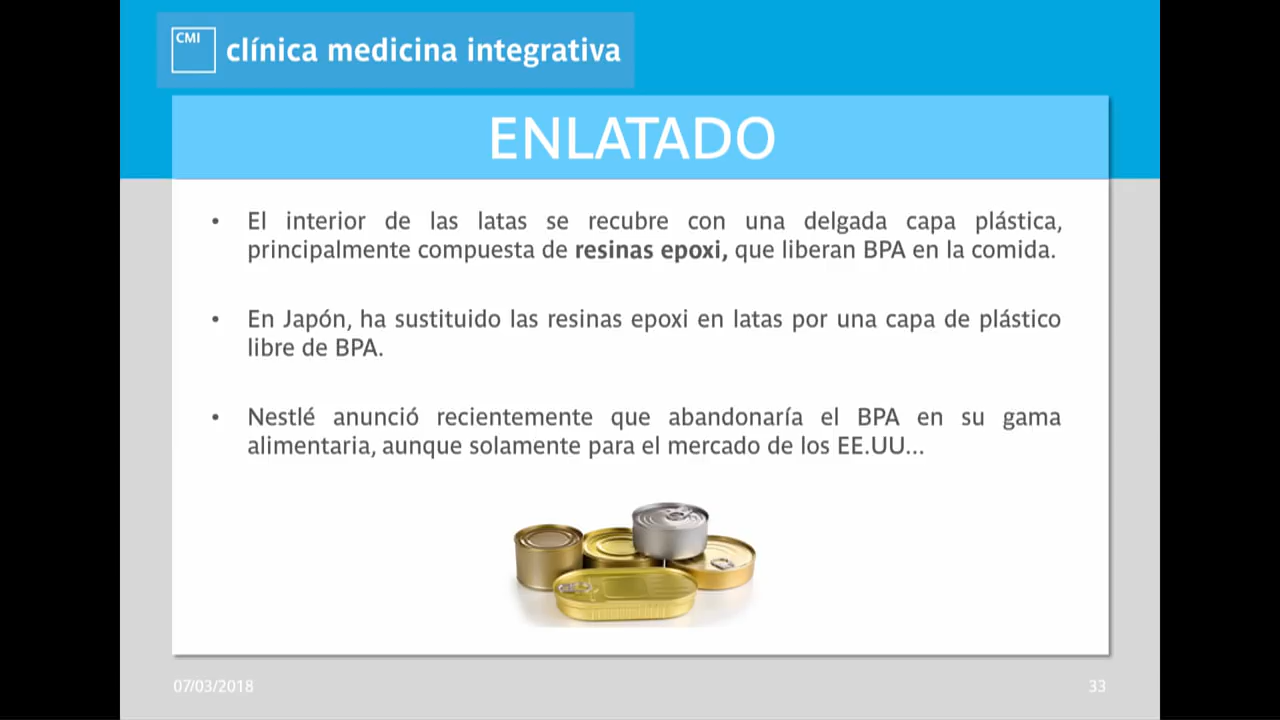 CMI
clínica medicina integrativa
ENLATADO
• El interior de las latas se recubre con una delgada capa plástica,
principalmente compuesta de resinas epoxi, que liberan BPA en la comida.
• En Japón, ha sustituido las resinas epoxi en latas por una capa de plástico
libre de BPA.
• Nestlé anunció recientemente que abandonaría el BPA en su gama
alimentaria, aunque solamente para el mercado de los EE.UU...
07/03/2018
33